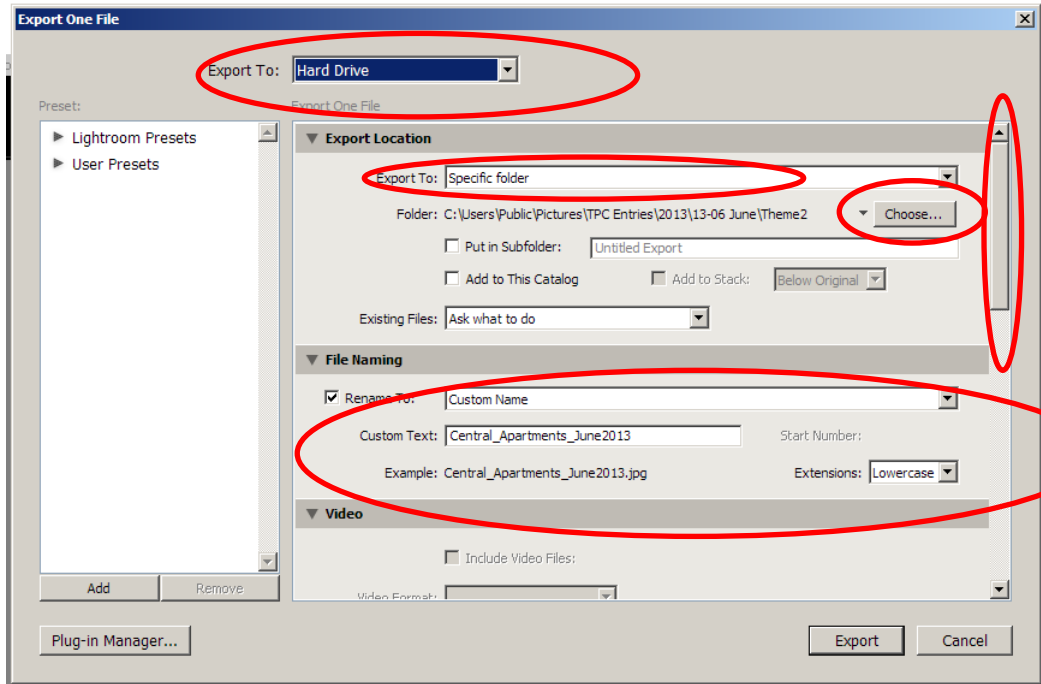 Export One File
Export To: Hard Drive
Preset: Export One File
Lightroom Presets
User Presets
Export Location
Export To: Specific folder
Folder: C:\Users\Public\Pictures\TPC Entries\2013\13-06 June\Theme2 Choose...
Put in Subfolder: Untitled Export
Add to This Catalog Add to Stack: Below Original
Existing Files: Ask what to do
File Naming
Rename To: Custom Name
Custom Text: Central_Apartments_June2013 Start Number:
Example: Central_Apartments_June2013.jpg Extensions: Lowercase
Video
Include Video Files:
Video Format:
Add Remove
Plug-in Manager... Export Cancel